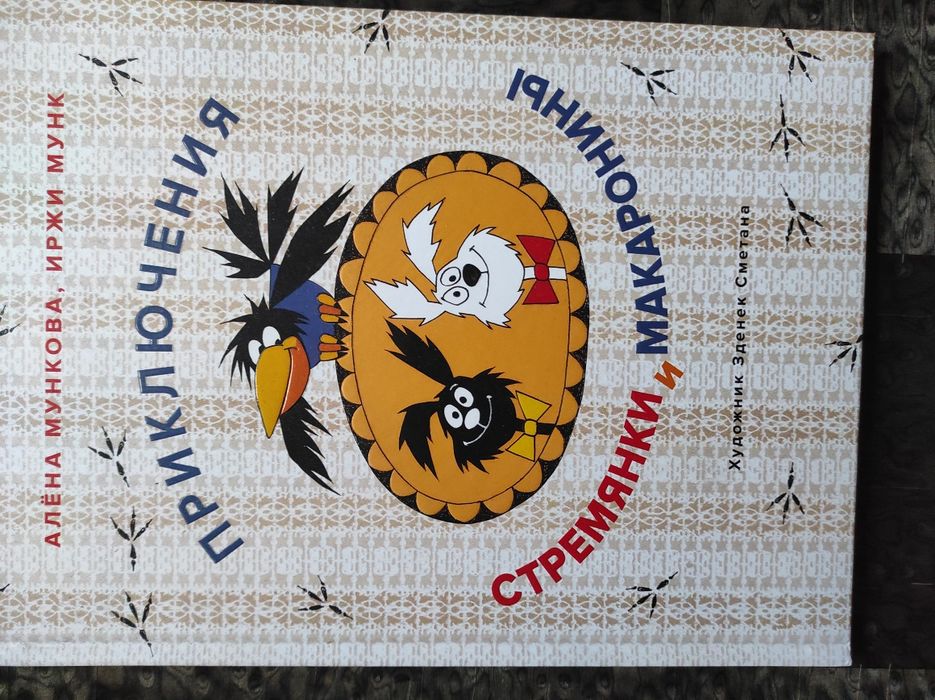 АЛЁНА МУНКОВА, ИРЖИ МУНК
ПРИКЛЮЧЕНИЯ
СТРЕМЯНКИ и МАКАРОНИНЫ
Художник Зденек Сметана